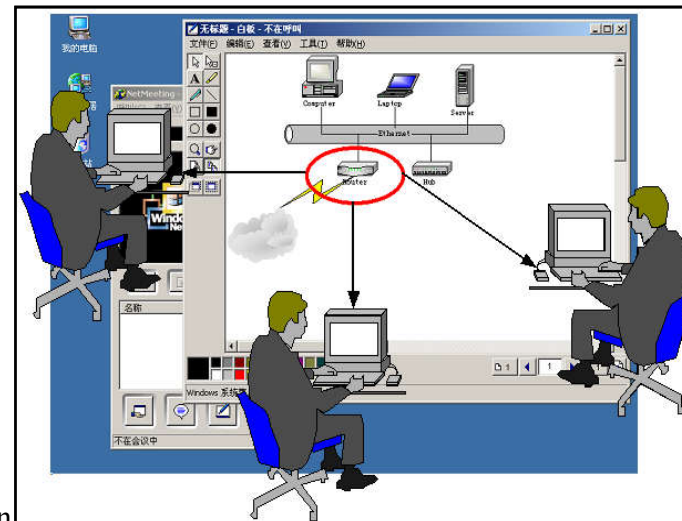 我的电脑
无标题 - 白板 - 不在呼叫
文件(F) 编辑(E) 查看(V) 工具(T) 帮助(H)
NetMeeting -
Computer
Laptop
Server
Ethernet
Router
Hub
名称
1
1
Windows 系统
不在会议中
n